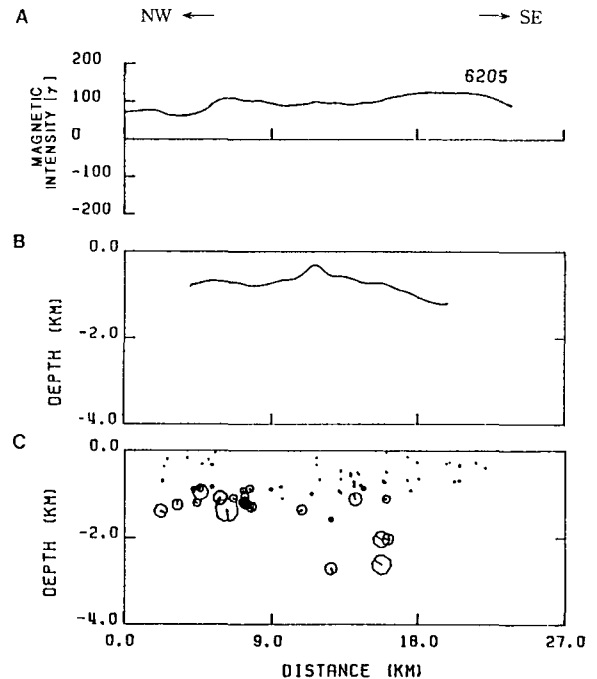 A
NW
SE
200
100
0
-100
-200
MAGNETIC
INTENSITY [γ]
6205
B
0.0
-2.0
-4.0
DEPTH (KM)
C
0.0
-2.0
-4.0
DEPTH (KM)
0.0 9.0 18.0 27.0
DISTANCE (KM)